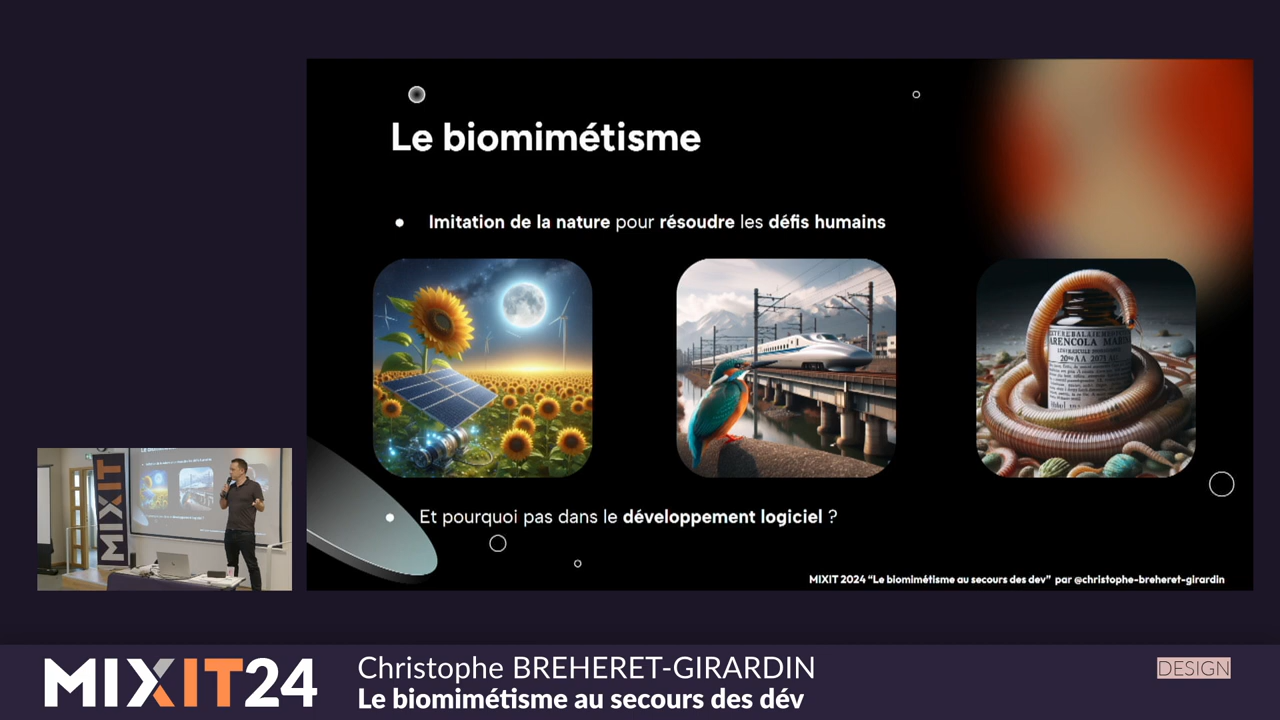 Le biomimétisme
Imitation de la nature pour résoudre les défis humains
ARENCOLA MARI
Et pourquoi pas dans le développement logiciel ?
MIXIT 2024 “Le biomimétisme au secours des dev” par @christophe-breheret-girardin
MIXIT
MIXIT24
Christophe BREHERET-GIRARDIN
Le biomimétisme au secours des dév
DESIGN